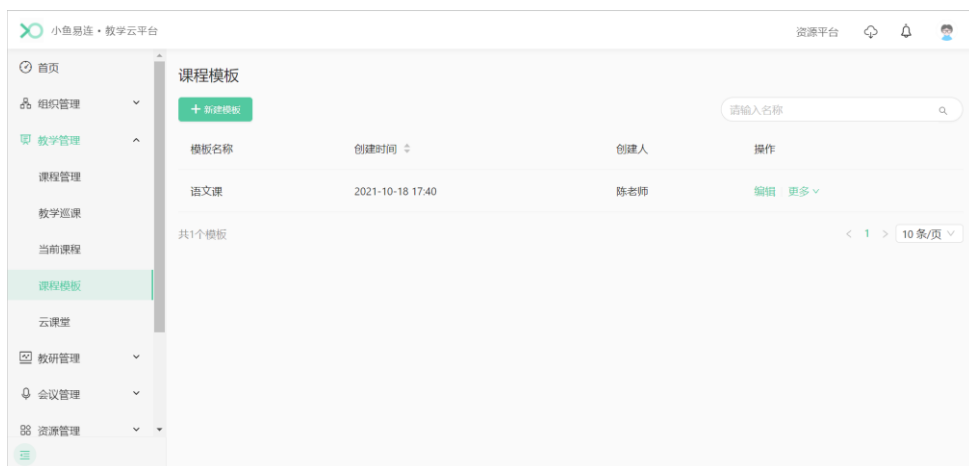 小鱼易连·教学云平台
资源平台
首页
组织管理
教学管理
课程管理
教学巡课
当前课程
课程模板
云课堂
教研管理
会议管理
资源管理
课程模板
+ 新建模板
请输入名称
模板名称 创建时间 创建人 操作
语文课 2021-10-18 17:40 陈老师 编辑 更多
共1个模板
< 1 > 10 条/页